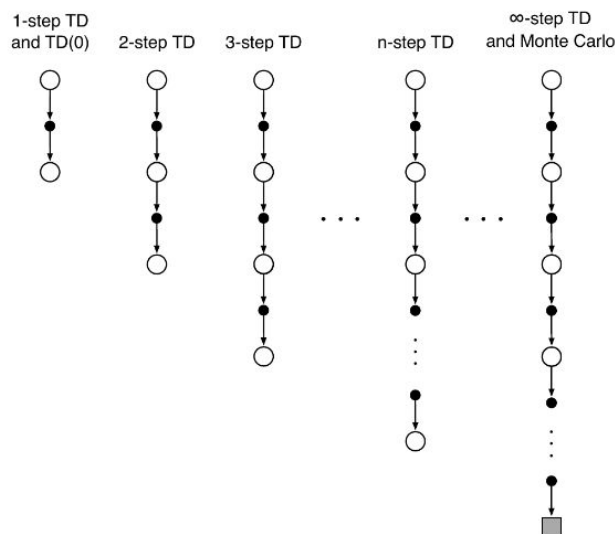 1-step TD
and TD(0)
2-step TD
3-step TD
n-step TD
∞-step TD
and Monte Carlo